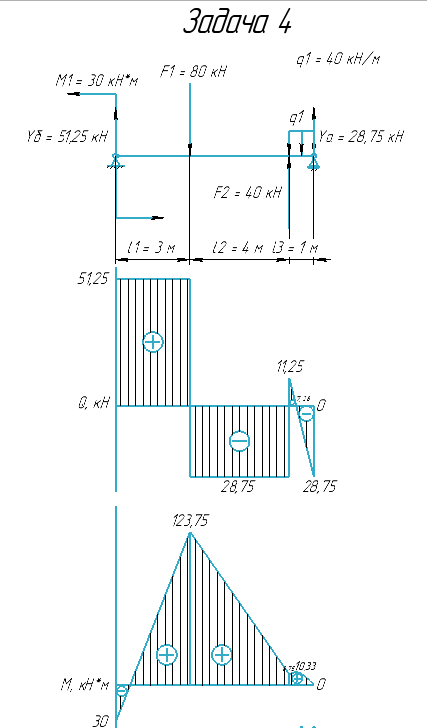 Задача 4
q1 = 40 кН/м
F1 = 80 кН
M1 = 30 кН*м
q1
Yб = 51,25 кН
Yа = 28,75 кН
F2 = 40 кН
l1 = 3 м
l2 = 4 м
l3 = 1 м
51,25
11,25
Q, кН
0
28,75
28,75
123,75
10,33
M, кН*м
0
30